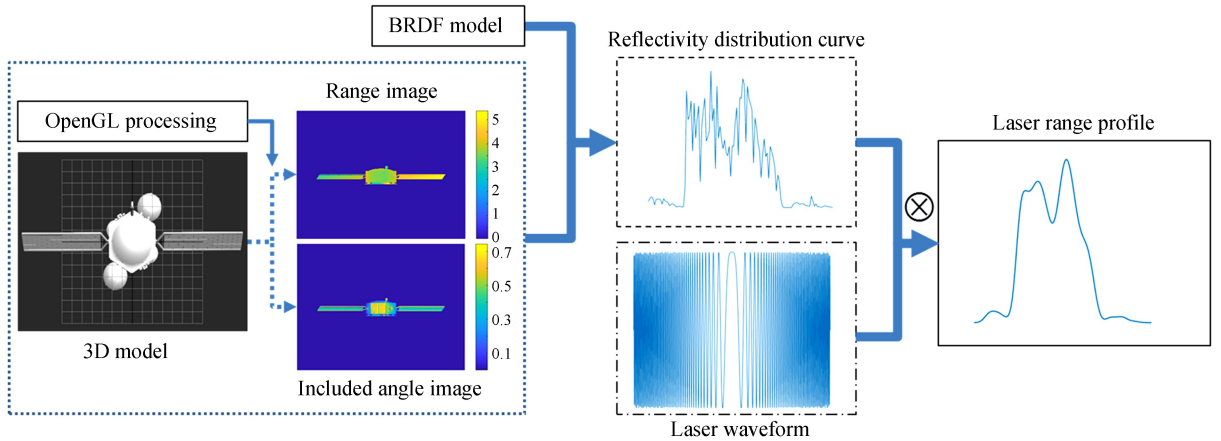 BRDF model
Reflectivity distribution curve
Range image
OpenGL processing
5
4
3
2
1
0
Laser range profile
0.7
0.5
0.3
0.1
3D model
Included angle image
Laser waveform